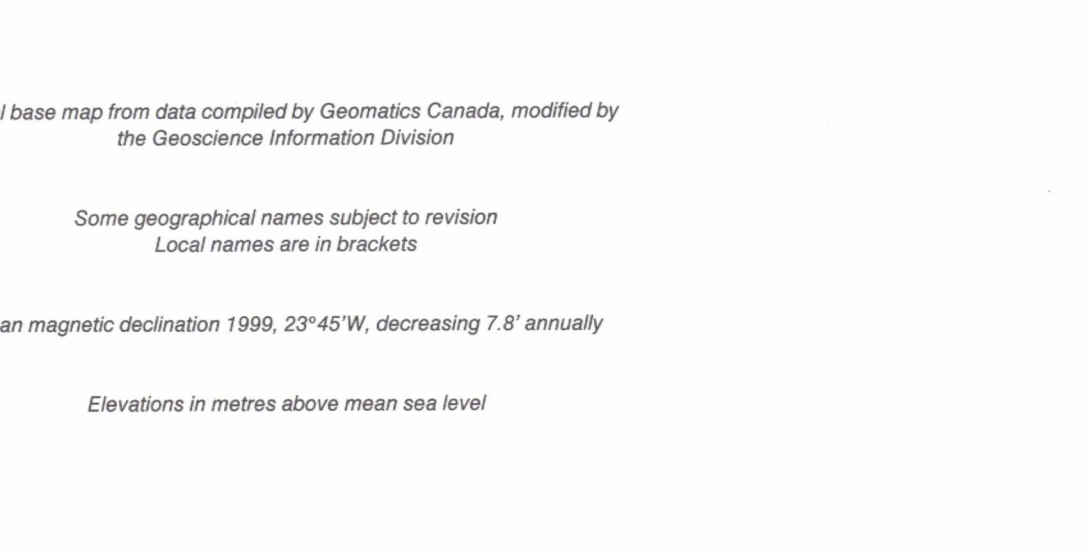 l base map from data compiled by Geomatics Canada, modified by
the Geoscience Information Division
Some geographical names subject to revision
Local names are in brackets
an magnetic declination 1999, 23°45'W, decreasing 7.8' annually
Elevations in metres above mean sea level